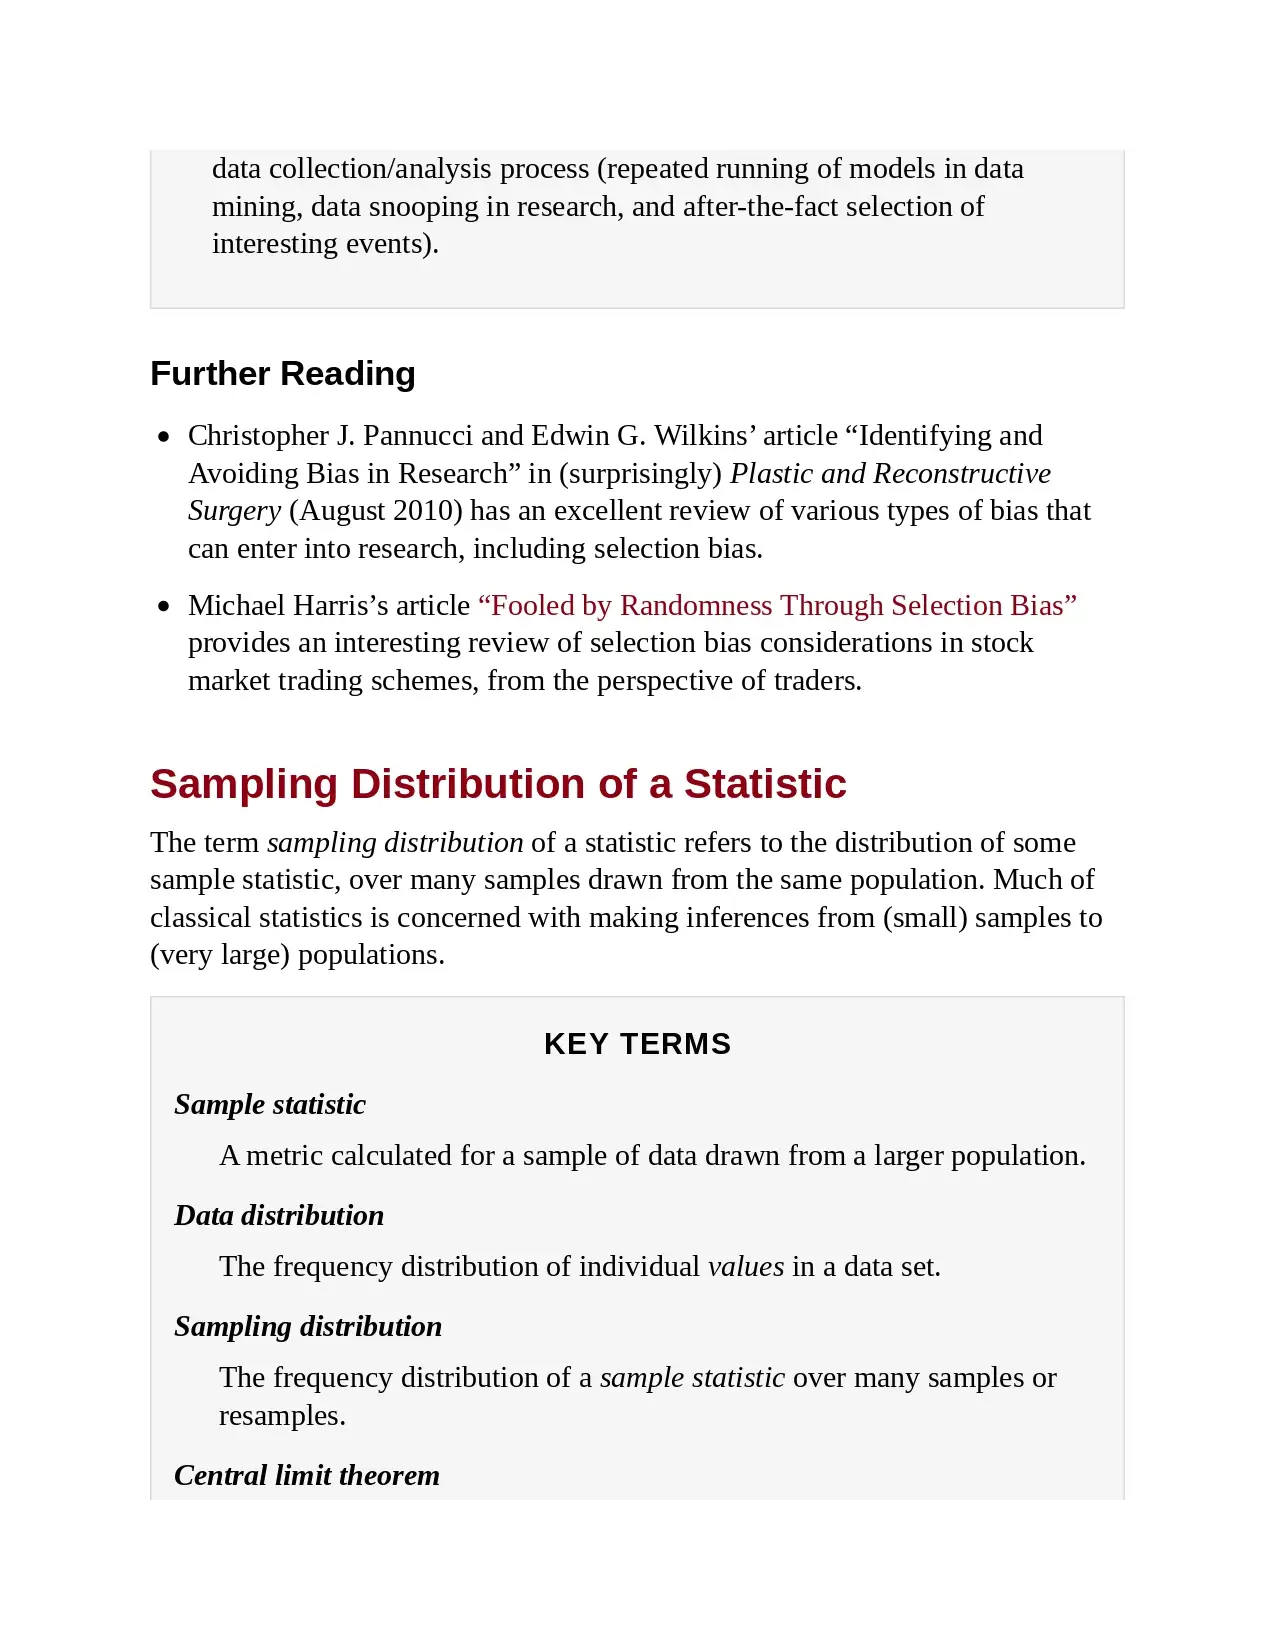 data collection/analysis process (repeated running of models in data
mining, data snooping in research, and after-the-fact selection of
interesting events).
Further Reading
• Christopher J. Pannucci and Edwin G. Wilkins’ article “Identifying and
Avoiding Bias in Research” in (surprisingly) Plastic and Reconstructive
Surgery (August 2010) has an excellent review of various types of bias that
can enter into research, including selection bias.
• Michael Harris’s article “Fooled by Randomness Through Selection Bias”
provides an interesting review of selection bias considerations in stock
market trading schemes, from the perspective of traders.
Sampling Distribution of a Statistic
The term sampling distribution of a statistic refers to the distribution of some
sample statistic, over many samples drawn from the same population. Much of
classical statistics is concerned with making inferences from (small) samples to
(very large) populations.
KEY TERMS
Sample statistic
A metric calculated for a sample of data drawn from a larger population.
Data distribution
The frequency distribution of individual values in a data set.
Sampling distribution
The frequency distribution of a sample statistic over many samples or
resamples.
Central limit theorem